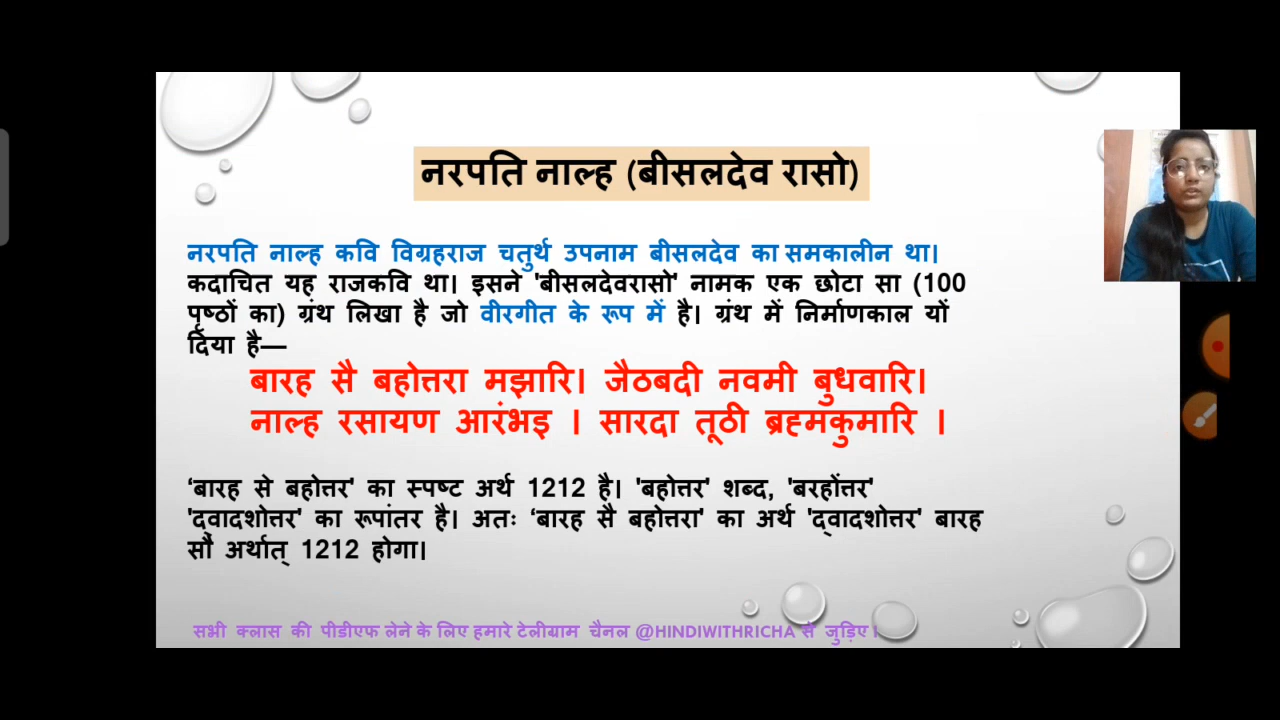 नरपति नाल्ह (बीसलदेव रासो)
नरपति नाल्ह कवि विग्रहराज चतुर्थ उपनाम बीसलदेव का समकालीन था।
कदाचित यह राजकवि था। इसने 'बीसलदेवरासो' नामक एक छोटा सा (100
पृष्ठों का) ग्रंथ लिखा है जो वीरगीत के रूप में है। ग्रंथ में निर्माणकाल यों
दिया है—
बारह सै बहोत्तरा मझारि। जैठबदी नवमी बुधवारि।
नाल्ह रसायण आरंभइ । सारदा तूठी ब्रह्मकुमारि ।
‘बारह से बहोत्तर' का स्पष्ट अर्थ 1212 है। 'बहोत्तर' शब्द, 'बरहोंत्तर'
'द्वादशोत्तर' का रूपांतर है। अतः ‘बारह सै बहोत्तरा' का अर्थ 'द्वादशोत्तर' बारह
सौं अर्थात् 1212 होगा।
सभी क्लास की पीडीएफ लेने के लिए हमारे टेलीग्राम चैनल @HINDIWITHRICHA से जुड़िए ।